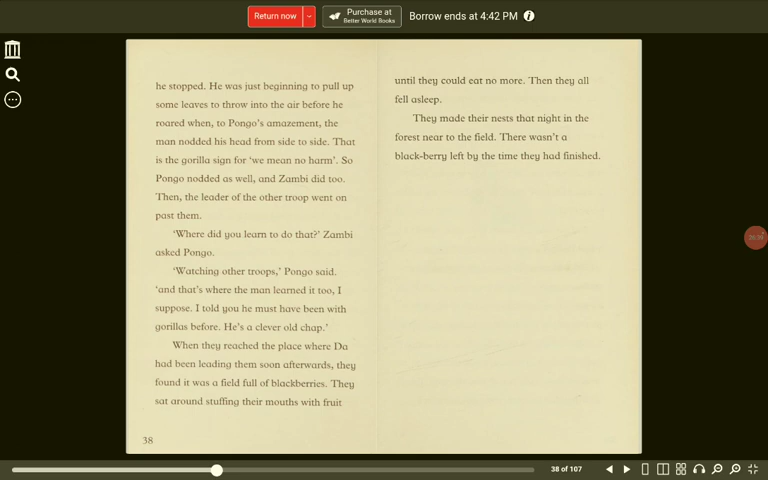 Return now
Purchase at
Better World Books
Borrow ends at 4:42 PM
he stopped. He was just beginning to pull up
some leaves to throw into the air before he
roared when, to Pongo's amazement, the
man nodded his head from side to side. That
is the gorilla sign for 'we mean no harm'. So
Pongo nodded as well, and Zambi did too.
Then, the leader of the other troop went on
past them.
'Where did you learn to do that?' Zambi
asked Pongo.
'Watching other troops,' Pongo said.
'and that's where the man learned it too, I
suppose. I told you he must have been with
gorillas before. He's a clever old chap.'
When they reached the place where Da
had been leading them soon afterwards, they
found it was a field full of blackberries. They
sat around stuffing their mouths with fruit
38
until they could eat no more. Then they all
fell asleep.
They made their nests that night in the
forest near to the field. There wasn't a
black-berry left by the time they had finished.
38 of 107